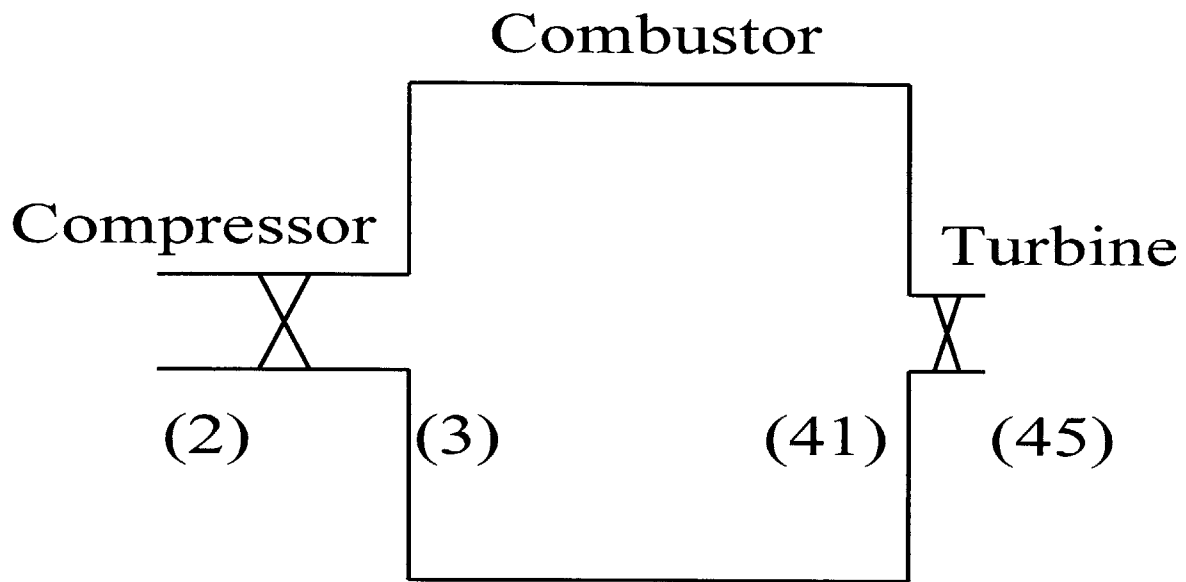 Combustor
Compressor
Turbine
(2) (3) (41) (45)